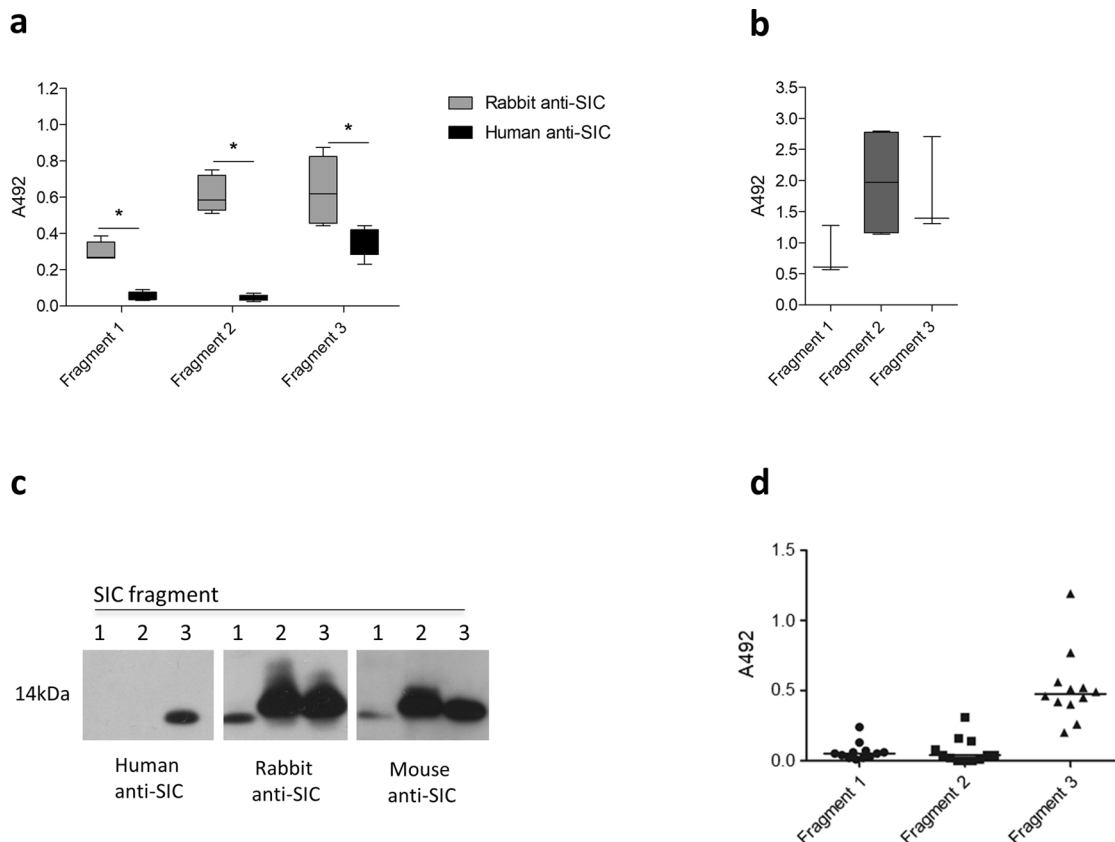 a
1.2
1.0
0.8
0.6
0.4
0.2
0.0
A492
* * *
Fragment 1
Fragment 2
Fragment 3
Rabbit anti-SIC
Human anti-SIC
b
3.5
3.0
2.5
2.0
1.5
1.0
0.5
0.0
A492
Fragment 1
Fragment 2
Fragment 3
c
SIC fragment
1 2 3 1 2 3 1 2 3
14kDa
Human anti-SIC
Rabbit anti-SIC
Mouse anti-SIC
d
1.5
1.0
0.5
0.0
A492
Fragment 1
Fragment 2
Fragment 3